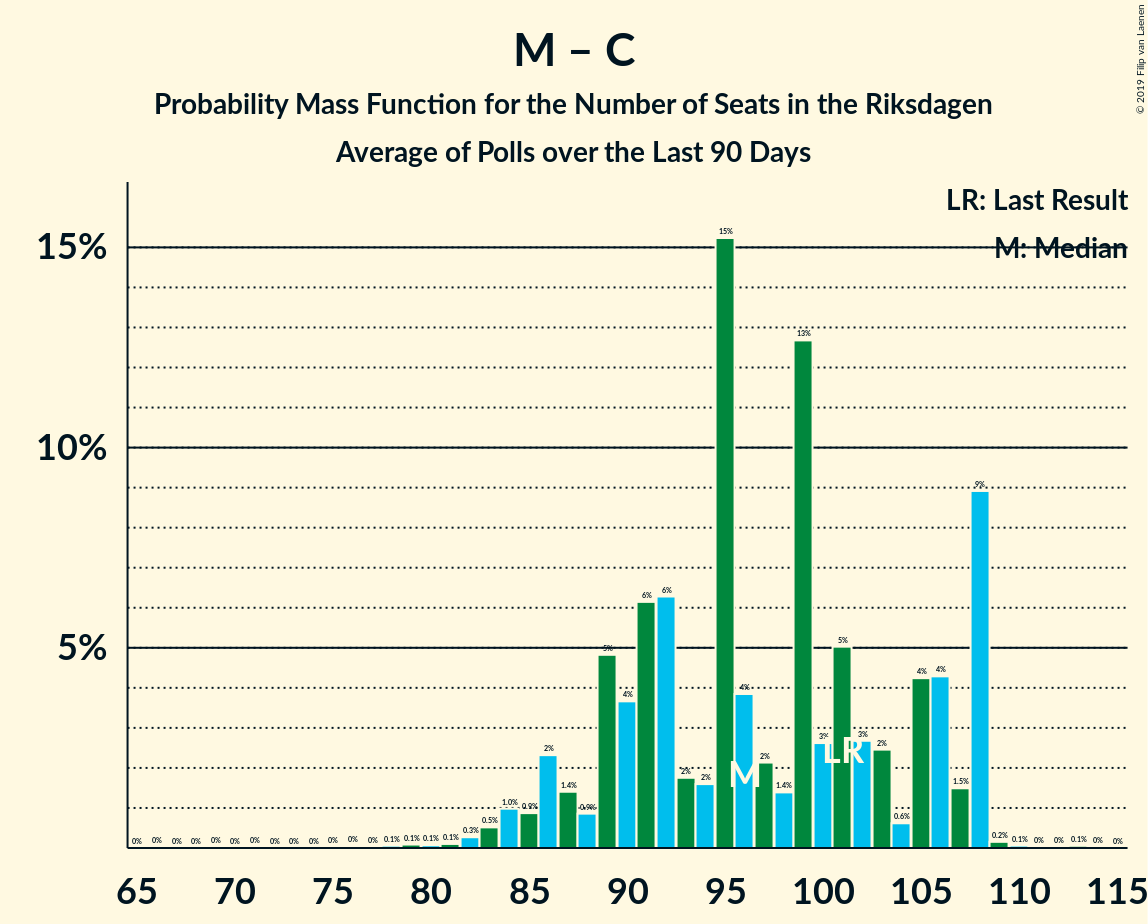 M – C
Probability Mass Function for the Number of Seats in the Riksdagen
Average of Polls over the Last 90 Days
© 2019 Filip van Laenen
LR: Last Result
M: Median
15%
10%
5%
0% 0% 0% 0% 0% 0% 0% 0% 0% 0% 0% 0% 0% 0.1% 0.1% 0.1% 0.1% 0.3% 0.5% 1.0% 0.9% 2% 1.4% 0.9% 5% 4% 6% 6% 2% 2% 15% 4% 2% 1.4% 13% 3% 5% 3% 2% 0.6% 4% 4% 1.5% 9% 0.2% 0.1% 0% 0% 0.1% 0% 0%
M LR
65 70 75 80 85 90 95 100 105 110 115